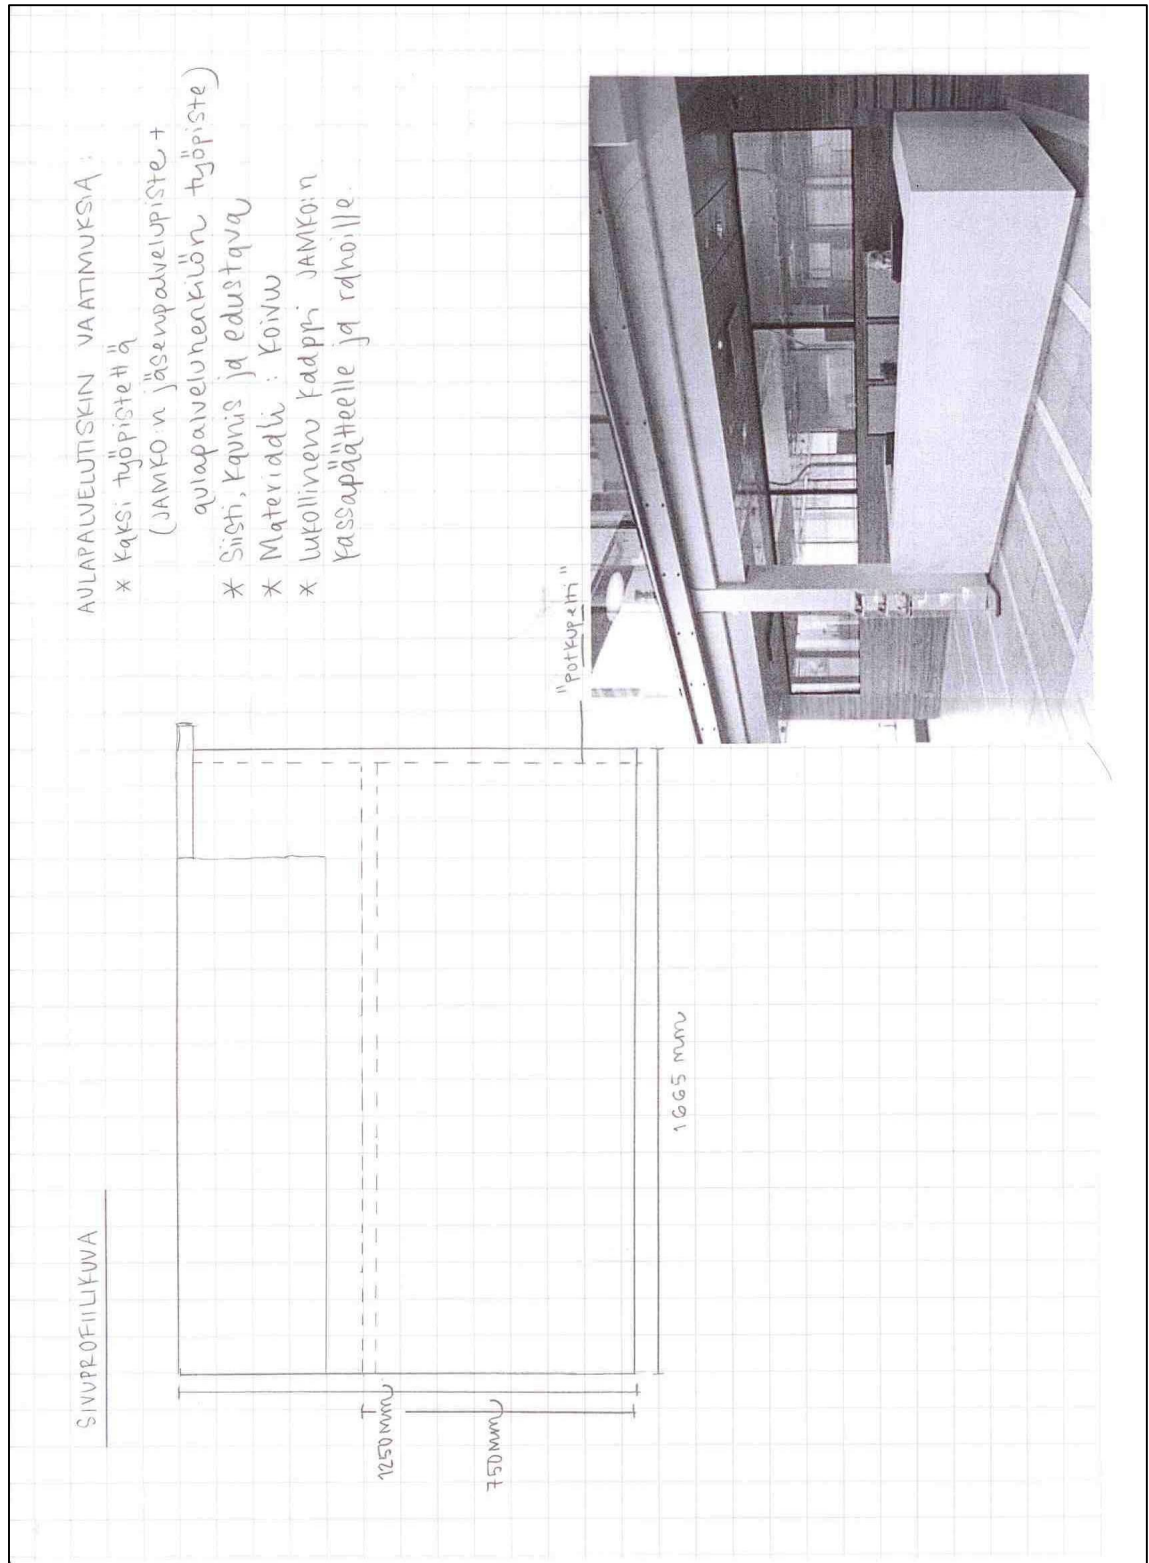 SIVUPROFIILIKUVA
1250mm
750mm
1665 mm
"potkupelti"
AULAPALVELUTISKIN VAATIMUKSIA:
* Kaksi työpistettä
(JAMKO:n jäsenpalvelupiste +
aulapalveluhenkilön työpiste)
* Siisti, kaunis ja edustava
* Materiaali: Koivu
* Lukollinen kaappi JAMKO:n
kassapäätteelle ja rahoille.